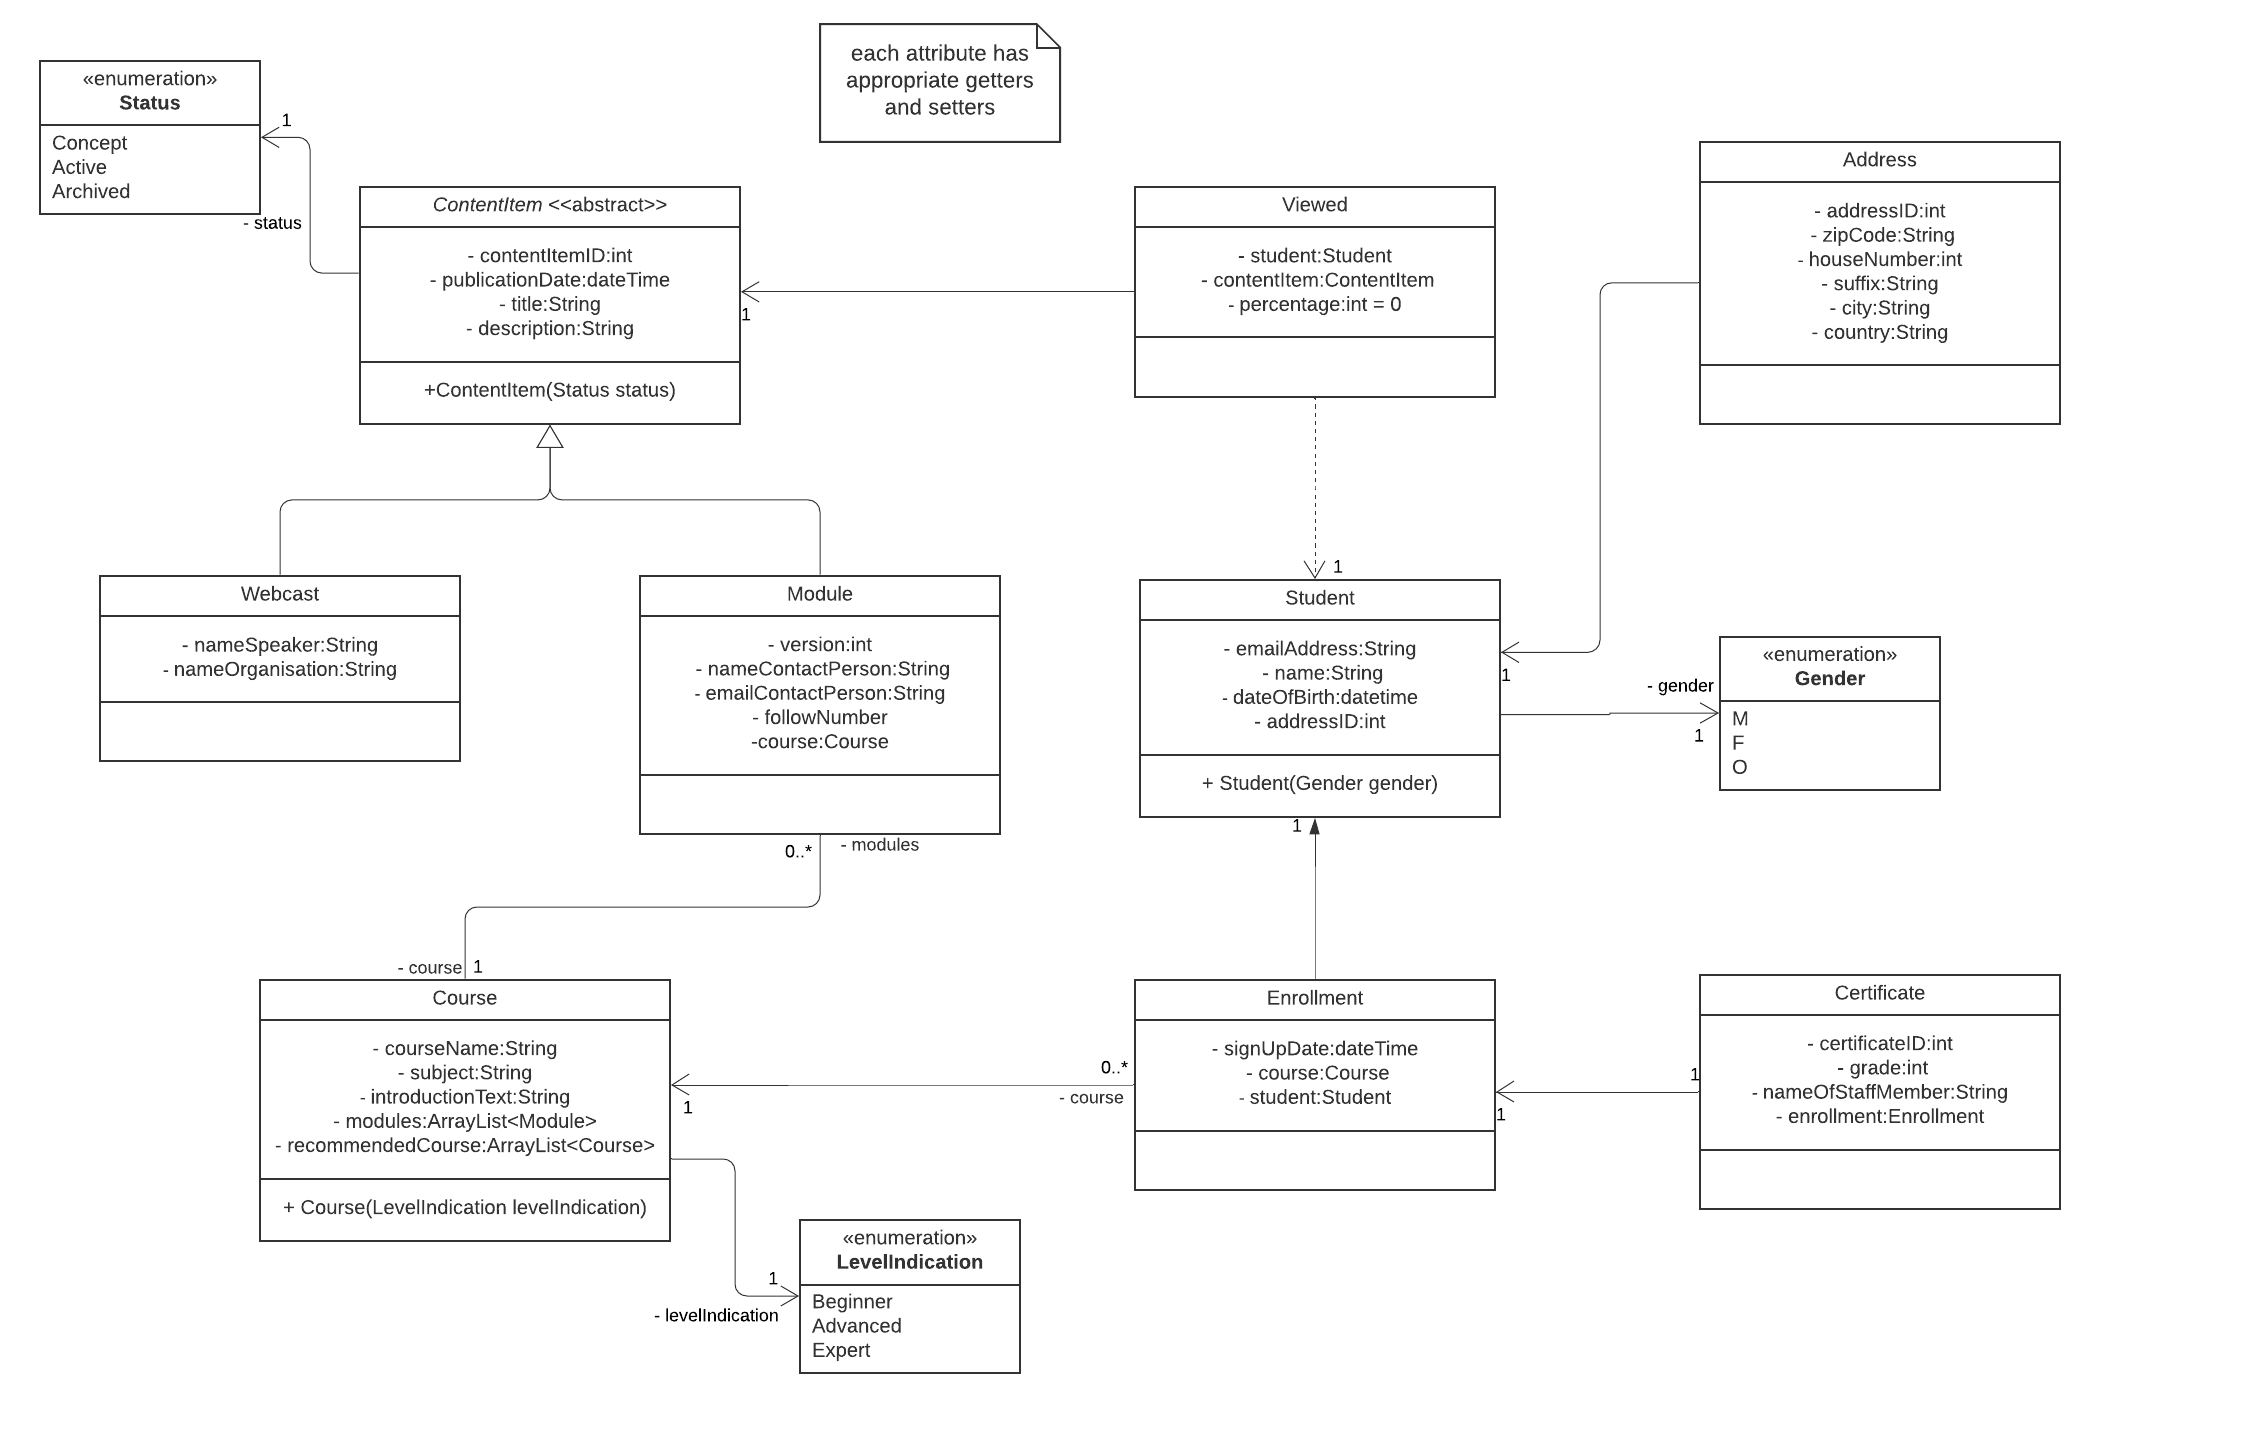 each attribute has
appropriate getters
and setters
«enumeration»
Status
Concept
Active
Archived
1
- status
ContentItem <<abstract>>
- contentItemID:int
- publicationDate:dateTime
- title:String
- description:String
+ContentItem(Status status)
1
Viewed
- student:Student
- contentItem:ContentItem
- percentage:int = 0
Address
- addressID:int
- zipCode:String
- houseNumber:int
- suffix:String
- city:String
- country:String
Webcast
- nameSpeaker:String
- nameOrganisation:String
Module
- version:int
- nameContactPerson:String
- emailContactPerson:String
- followNumber
-course:Course
0..*
- modules
1
Student
- emailAddress:String
- name:String
- dateOfBirth:datetime
- addressID:int
+ Student(Gender gender)
1
1
- gender
1
«enumeration»
Gender
M
F
O
- course
1
Course
- courseName:String
- subject:String
- introductionText:String
- modules:ArrayList<Module>
- recommendedCourse:ArrayList<Course>
+ Course(LevelIndication levelIndication)
1
0..*
- course
Enrollment
- signUpDate:dateTime
- course:Course
- student:Student
1
1
Certificate
- certificateID:int
- grade:int
- nameOfStaffMember:String
- enrollment:Enrollment
1
- levelIndication
«enumeration»
LevelIndication
Beginner
Advanced
Expert